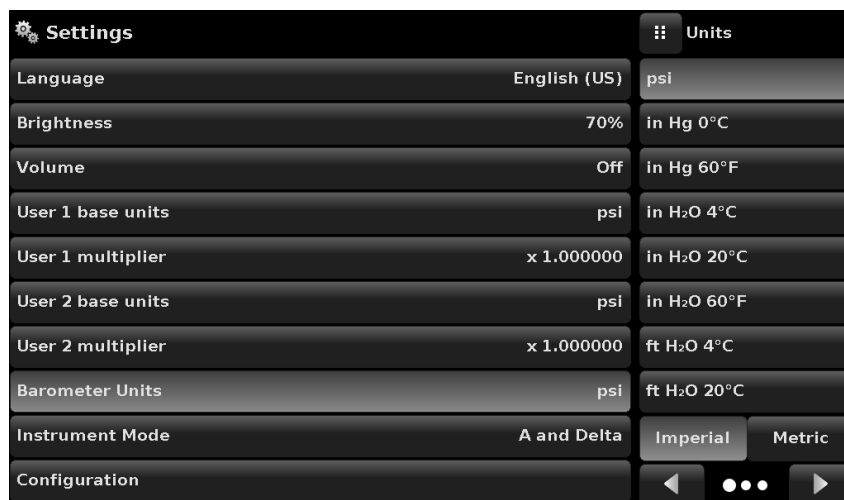 Settings
Language English (US)
Brightness 70%
Volume Off
User 1 base units psi
User 1 multiplier x 1.000000
User 2 base units psi
User 2 multiplier x 1.000000
Barometer Units psi
Instrument Mode A and Delta
Configuration
Units
psi
in Hg 0°C
in Hg 60°F
in H₂O 4°C
in H₂O 20°C
in H₂O 60°F
ft H₂O 4°C
ft H₂O 20°C
Imperial Metric